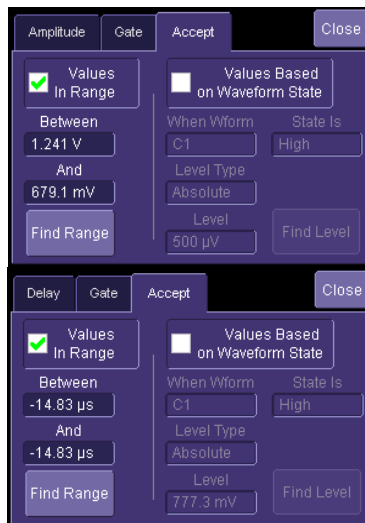 Amplitude Gate Accept Close
Values In Range
Values Based on Waveform State
Between
1.241 V
And
679.1 mV
Find Range
When Wform
C1
State Is
High
Level Type
Absolute
Level
500 µV
Find Level
Delay Gate Accept Close
Values In Range
Values Based on Waveform State
Between
-14.83 µs
And
-14.83 µs
Find Range
When Wform
C1
State Is
High
Level Type
Absolute
Level
777.3 mV
Find Level